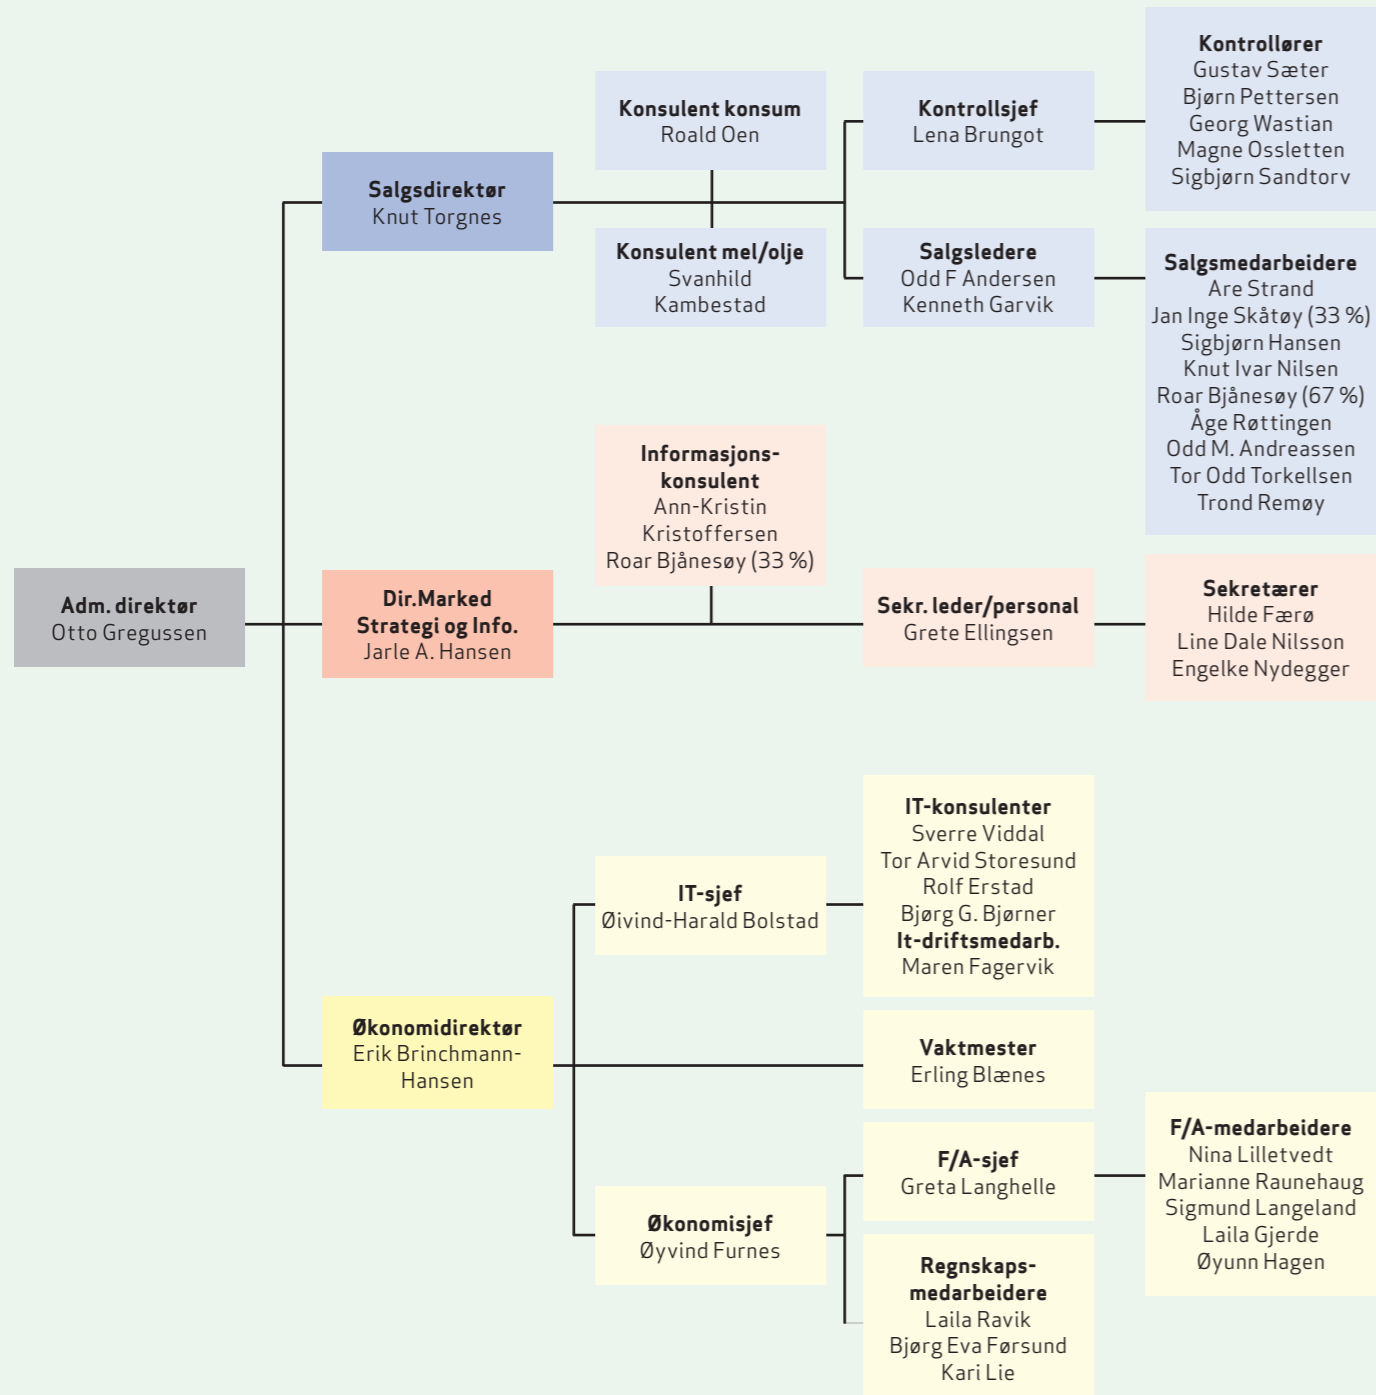 Adm. direktør
Otto Gregussen
Salgsdirektør
Knut Torgnes
Konsulent konsum
Roald Oen
Konsulent mel/olje
Svanhild
Kambestad
Kontrollsjef
Lena Brungot
Salgsledere
Odd F Andersen
Kenneth Garvik
Kontrollører
Gustav Sæter
Bjørn Pettersen
Georg Wastian
Magne Ossletten
Sigbjørn Sandtorv
Salgsmedarbeidere
Are Strand
Jan Inge Skåtøy (33 %)
Sigbjørn Hansen
Knut Ivar Nilsen
Roar Bjånesøy (67 %)
Åge Røttingen
Odd M. Andreassen
Tor Odd Torkellsen
Trond Remøy
Dir.Marked
Strategi og Info.
Jarle A. Hansen
Informasjons-
konsulent
Ann-Kristin
Kristoffersen
Roar Bjånesøy (33 %)
Sekr. leder/personal
Grete Ellingsen
Sekretærer
Hilde Færø
Line Dale Nilsson
Engelke Nydegger
Økonomidirektør
Erik Brinchmann-
Hansen
IT-sjef
Øivind-Harald Bolstad
IT-konsulenter
Sverre Viddal
Tor Arvid Storesund
Rolf Erstad
Bjørg G. Bjørner
It-driftsmedarb.
Maren Fagervik
Vaktmester
Erling Blænes
Økonomisjef
Øyvind Furnes
F/A-sjef
Greta Langhelle
Regnskaps-
medarbeidere
Laila Ravik
Bjørg Eva Førsund
Kari Lie
F/A-medarbeidere
Nina Lilletvedt
Marianne Raunehaug
Sigmund Langeland
Laila Gjerde
Øyunn Hagen